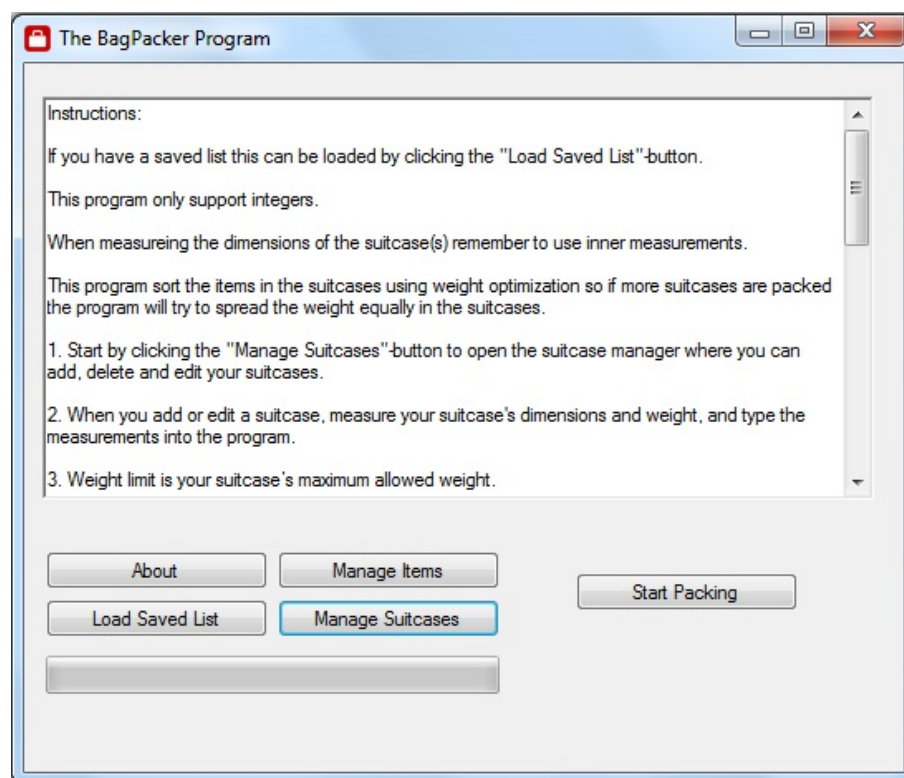 The BagPacker Program
Instructions:
If you have a saved list this can be loaded by clicking the "Load Saved List"-button.
This program only support integers.
When measureing the dimensions of the suitcase(s) remember to use inner measurements.
This program sort the items in the suitcases using weight optimization so if more suitcases are packed
the program will try to spread the weight equally in the suitcases.
1. Start by clicking the "Manage Suitcases"-button to open the suitcase manager where you can
add, delete and edit your suitcases.
2. When you add or edit a suitcase, measure your suitcase's dimensions and weight, and type the
measurements into the program.
3. Weight limit is your suitcase's maximum allowed weight.
About
Manage Items
Start Packing
Load Saved List
Manage Suitcases